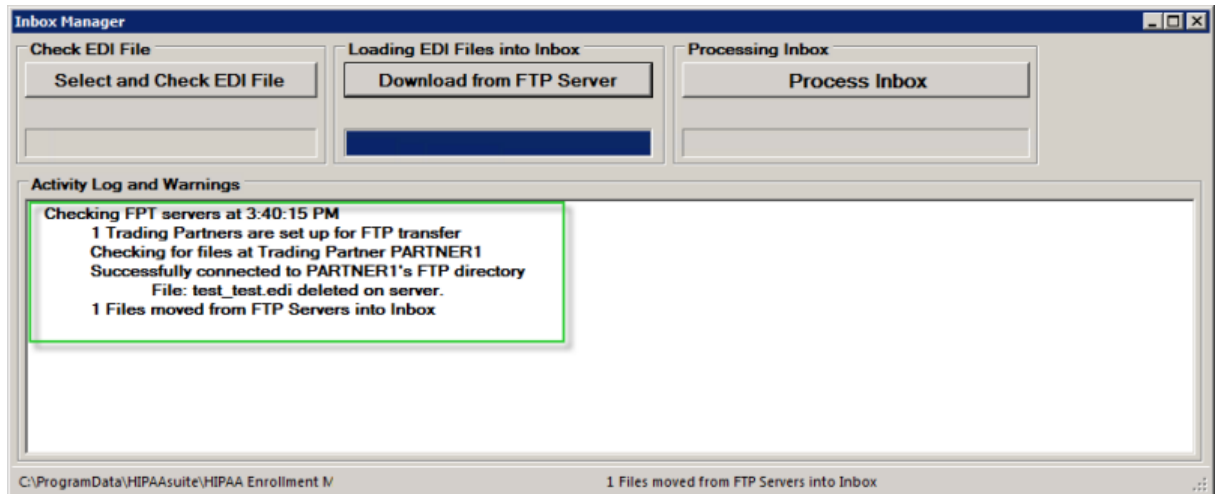 Inbox Manager
Check EDI File
Loading EDI Files into Inbox
Processing Inbox
Select and Check EDI File
Download from FTP Server
Process Inbox
Activity Log and Warnings
Checking FPT servers at 3:40:15 PM
1 Trading Partners are set up for FTP transfer
Checking for files at Trading Partner PARTNER1
Successfully connected to PARTNER1's FTP directory
File: test_test.edi deleted on server.
1 Files moved from FTP Servers into Inbox
C:\ProgramData\HIPAAsuite\HIPAA Enrollment
1 Files moved from FTP Servers into Inbox